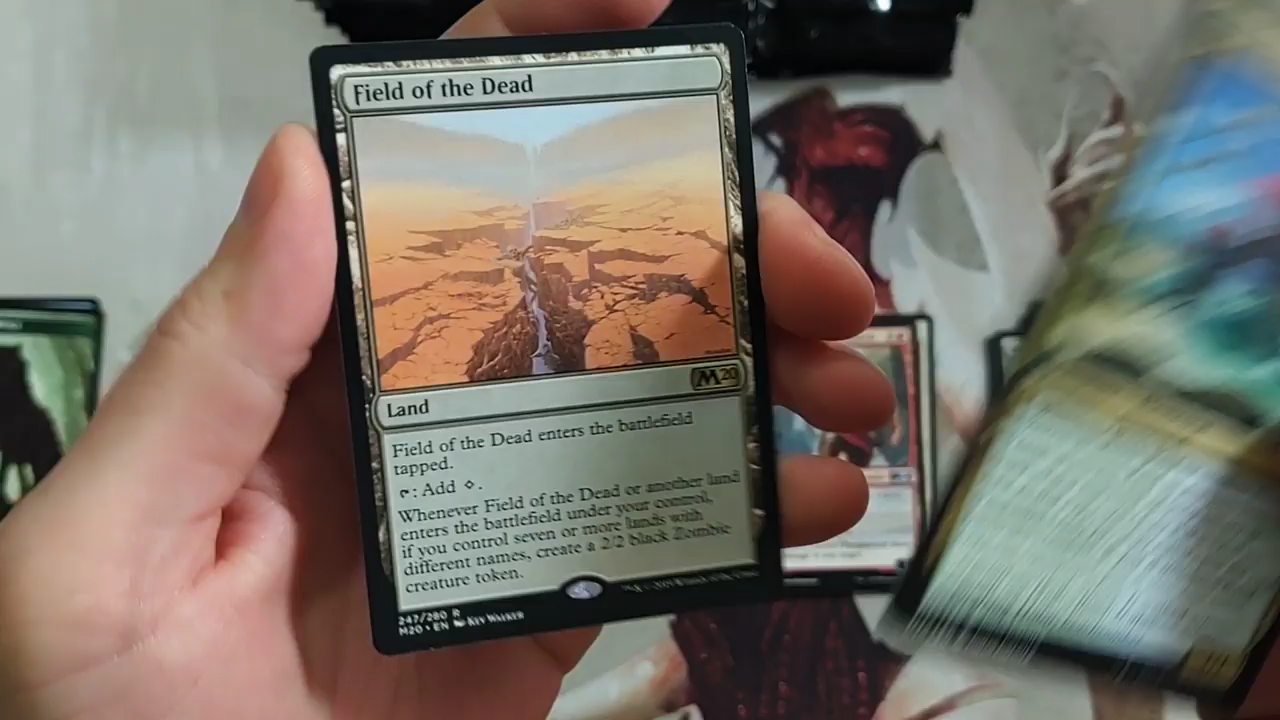 Field of the Dead
M20
Land
Field of the Dead enters the battlefield
tapped.
: Add .
Whenever Field of the Dead or another land
enters the battlefield under your control,
if you control seven or more lands with
different names, create a 2/2 black Zombie
creature token.
247/280 R
M20 • EN KEV WALKER